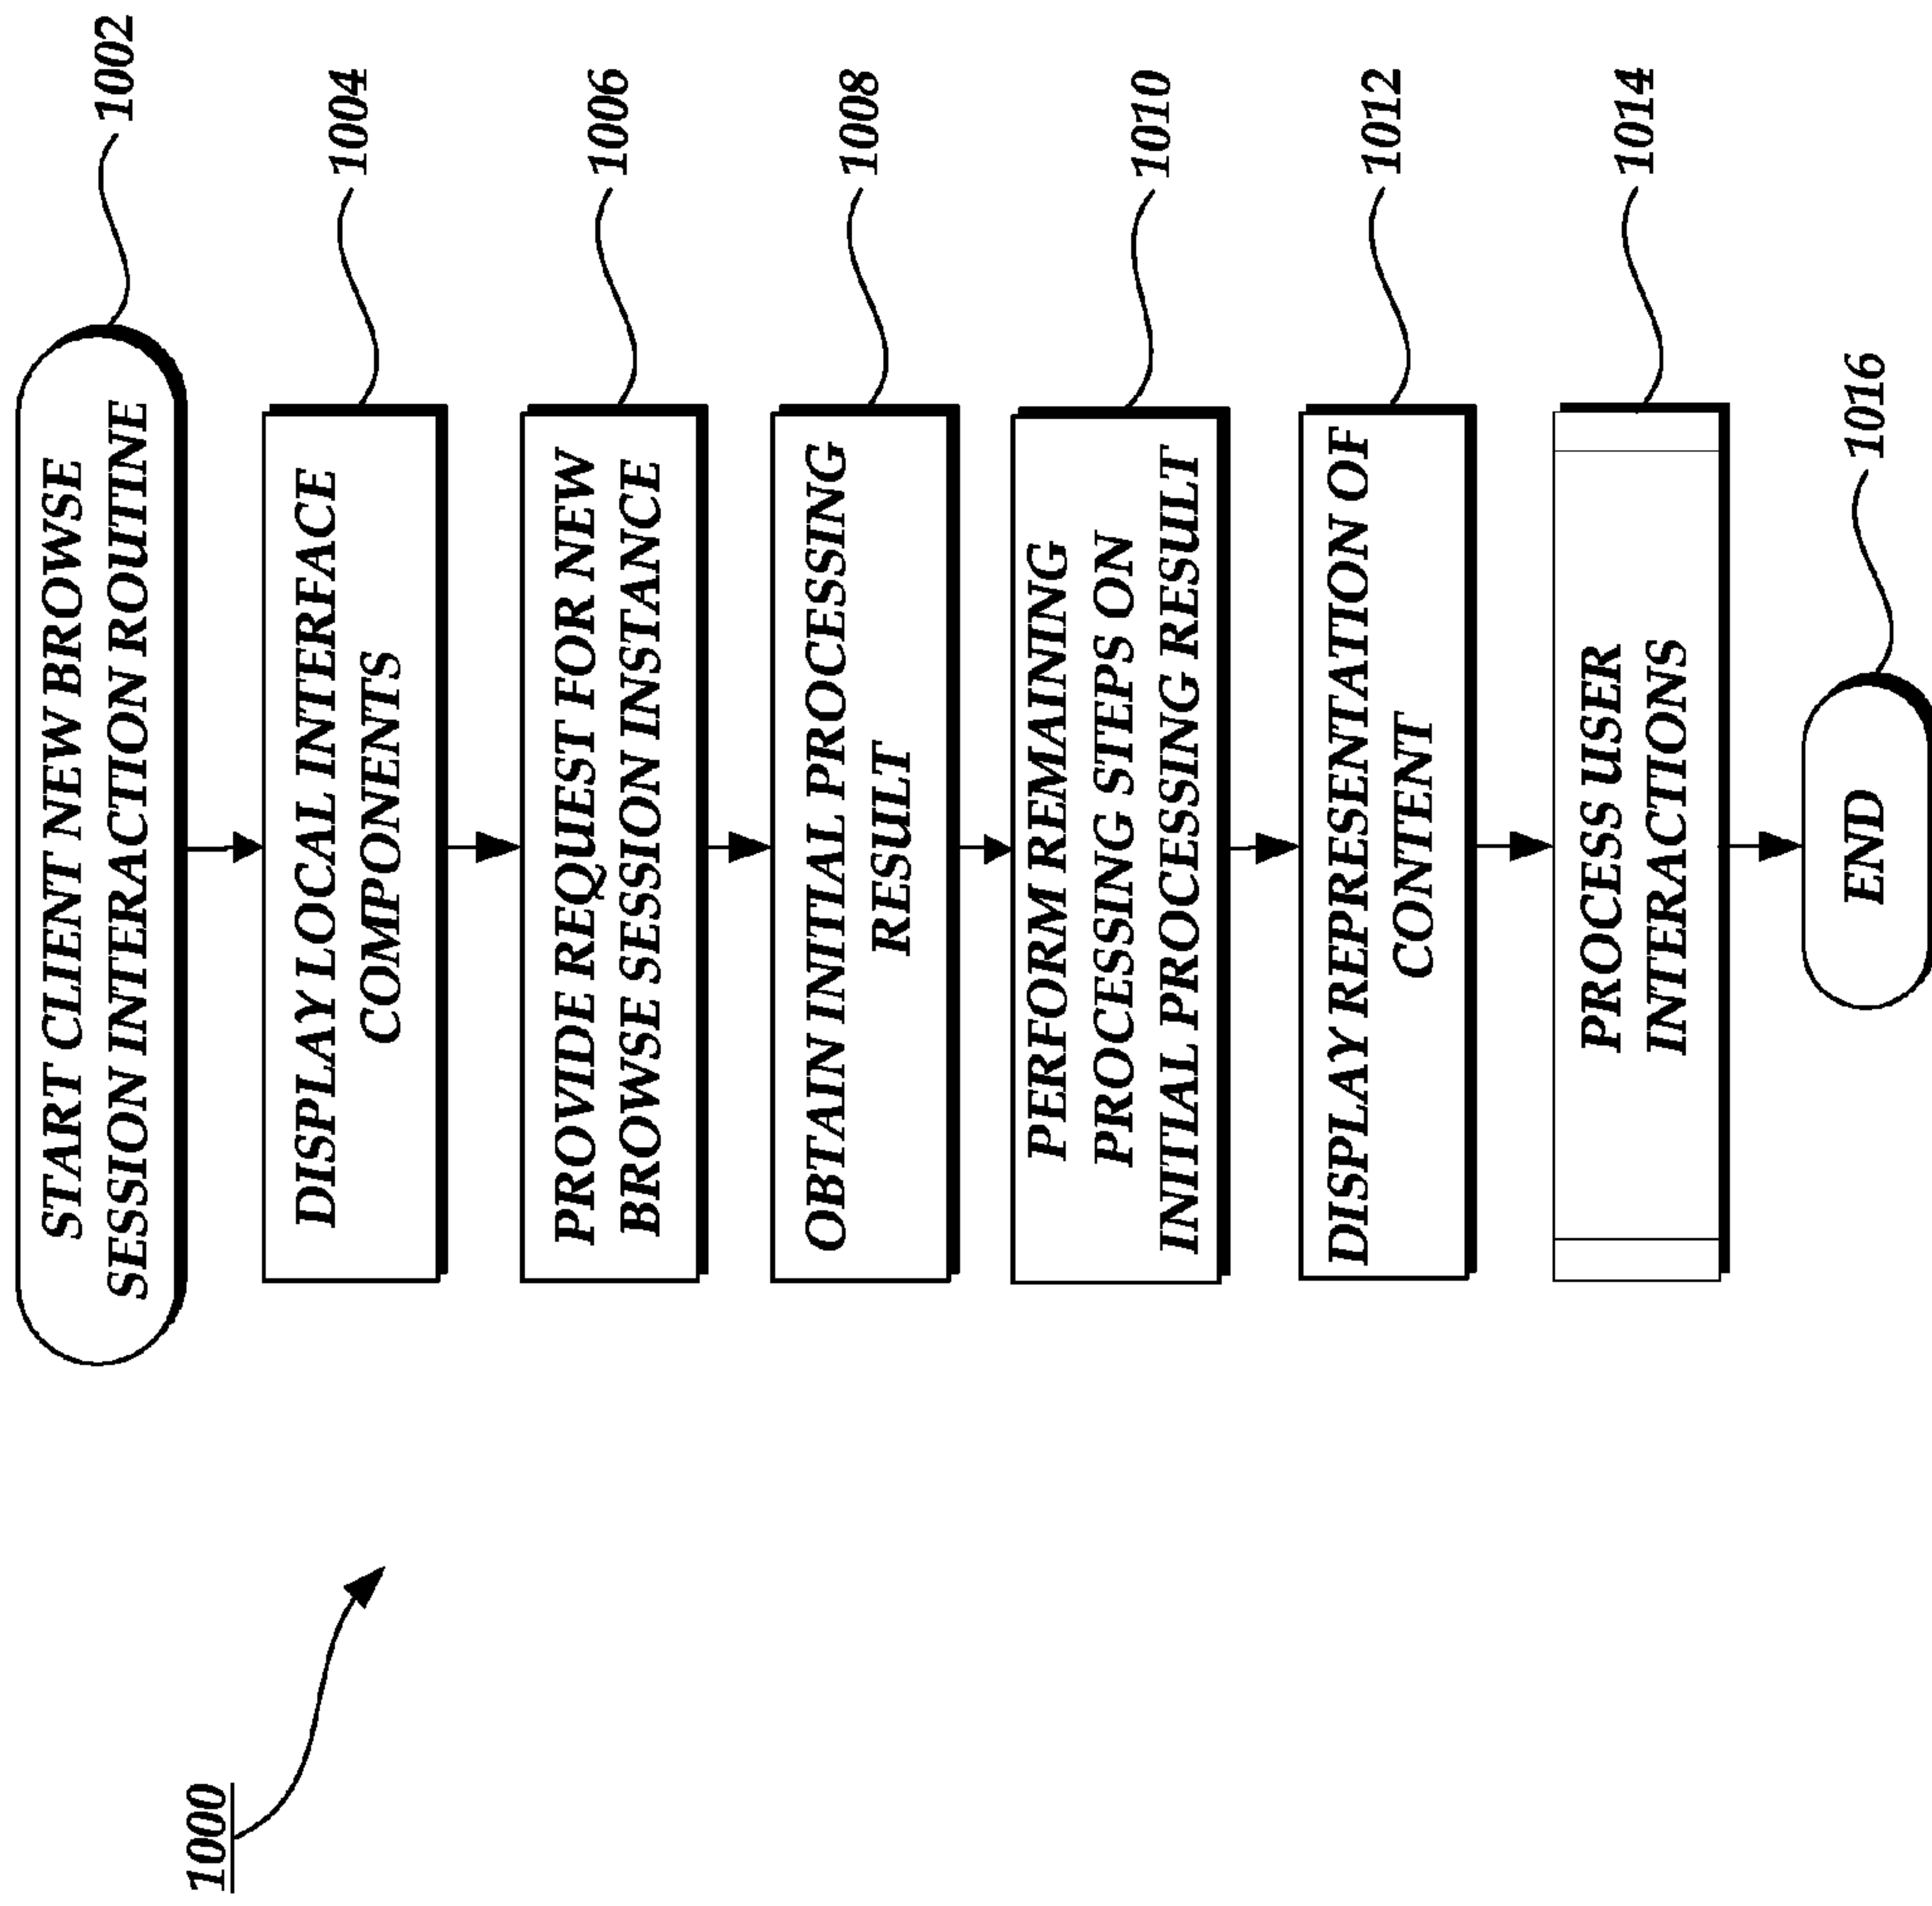 1000
START CLIENT NEW BROWSE
SESSION INTERACTION ROUTINE
1002
DISPLAY LOCAL INTERFACE
COMPONENTS
1004
PROVIDE REQUEST FOR NEW
BROWSE SESSION INSTANCE
1006
OBTAIN INITIAL PROCESSING
RESULT
1008
PERFORM REMAINING
PROCESSING STEPS ON
INITIAL PROCESSING RESULT
1010
DISPLAY REPRESENTATION OF
CONTENT
1012
PROCESS USER
INTERACTIONS
1014
END
1016